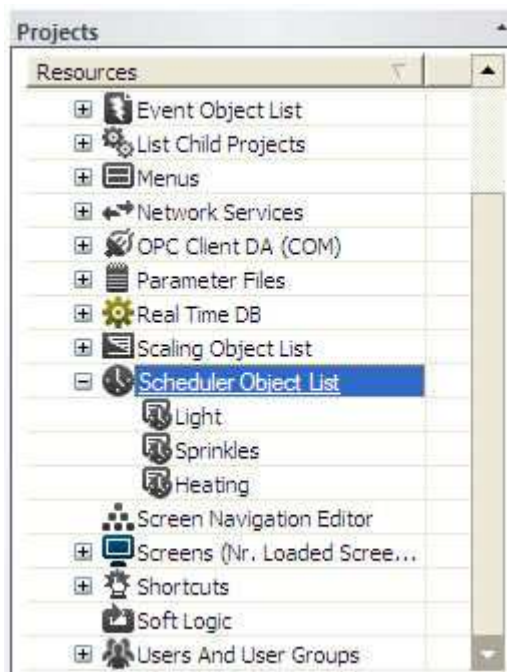 Projects
Resources
Event Object List
List Child Projects
Menus
Network Services
OPC Client DA (COM)
Parameter Files
Real Time DB
Scaling Object List
Scheduler Object List
Light
Sprinkles
Heating
Screen Navigation Editor
Screens (Nr. Loaded Scree...
Shortcuts
Soft Logic
Users And User Groups